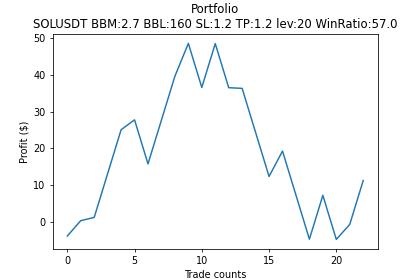 Portfolio
SOLUSDT BBM:2.7 BBL:160 SL:1.2 TP:1.2 lev:20 WinRatio:57.0
50
40
30
20
10
0
Profit ($)
0 5 10 15 20
Trade counts